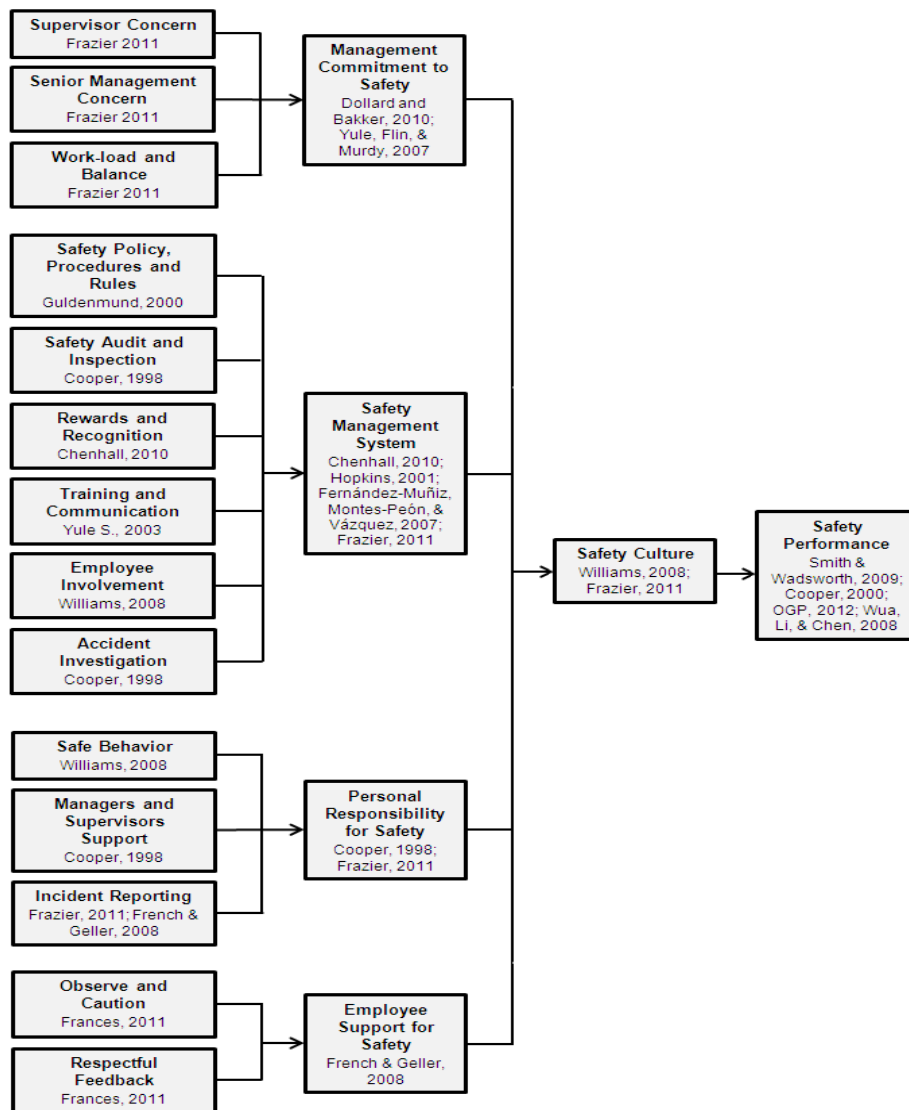 Supervisor Concern
Frazier 2011
Senior Management
Concern
Frazier 2011
Work-load and
Balance
Frazier 2011
Management
Commitment to
Safety
Dollard and
Bakker, 2010;
Yule, Flin, &
Murdy, 2007
Safety Policy,
Procedures and
Rules
Guldenmund, 2000
Safety Audit and
Inspection
Cooper, 1998
Rewards and
Recognition
Chenhall, 2010
Training and
Communication
Yule S., 2003
Employee
Involvement
Williams, 2008
Accident
Investigation
Cooper, 1998
Safety
Management
System
Chenhall, 2010;
Hopkins, 2001;
Fernández-Muñiz,
Montes-Peón, &
Vázquez, 2007;
Frazier, 2011
Safe Behavior
Williams, 2008
Managers and
Supervisors
Support
Cooper, 1998
Incident Reporting
Frazier, 2011; French &
Geller, 2008
Personal
Responsibility
for Safety
Cooper, 1998;
Frazier, 2011
Observe and
Caution
Frances, 2011
Respectful
Feedback
Frances, 2011
Employee
Support for
Safety
French & Geller,
2008
Safety Culture
Williams, 2008;
Frazier, 2011
Safety
Performance
Smith &
Wadsworth, 2009;
Cooper, 2000;
OGP, 2012; Wua,
Li, & Chen, 2008